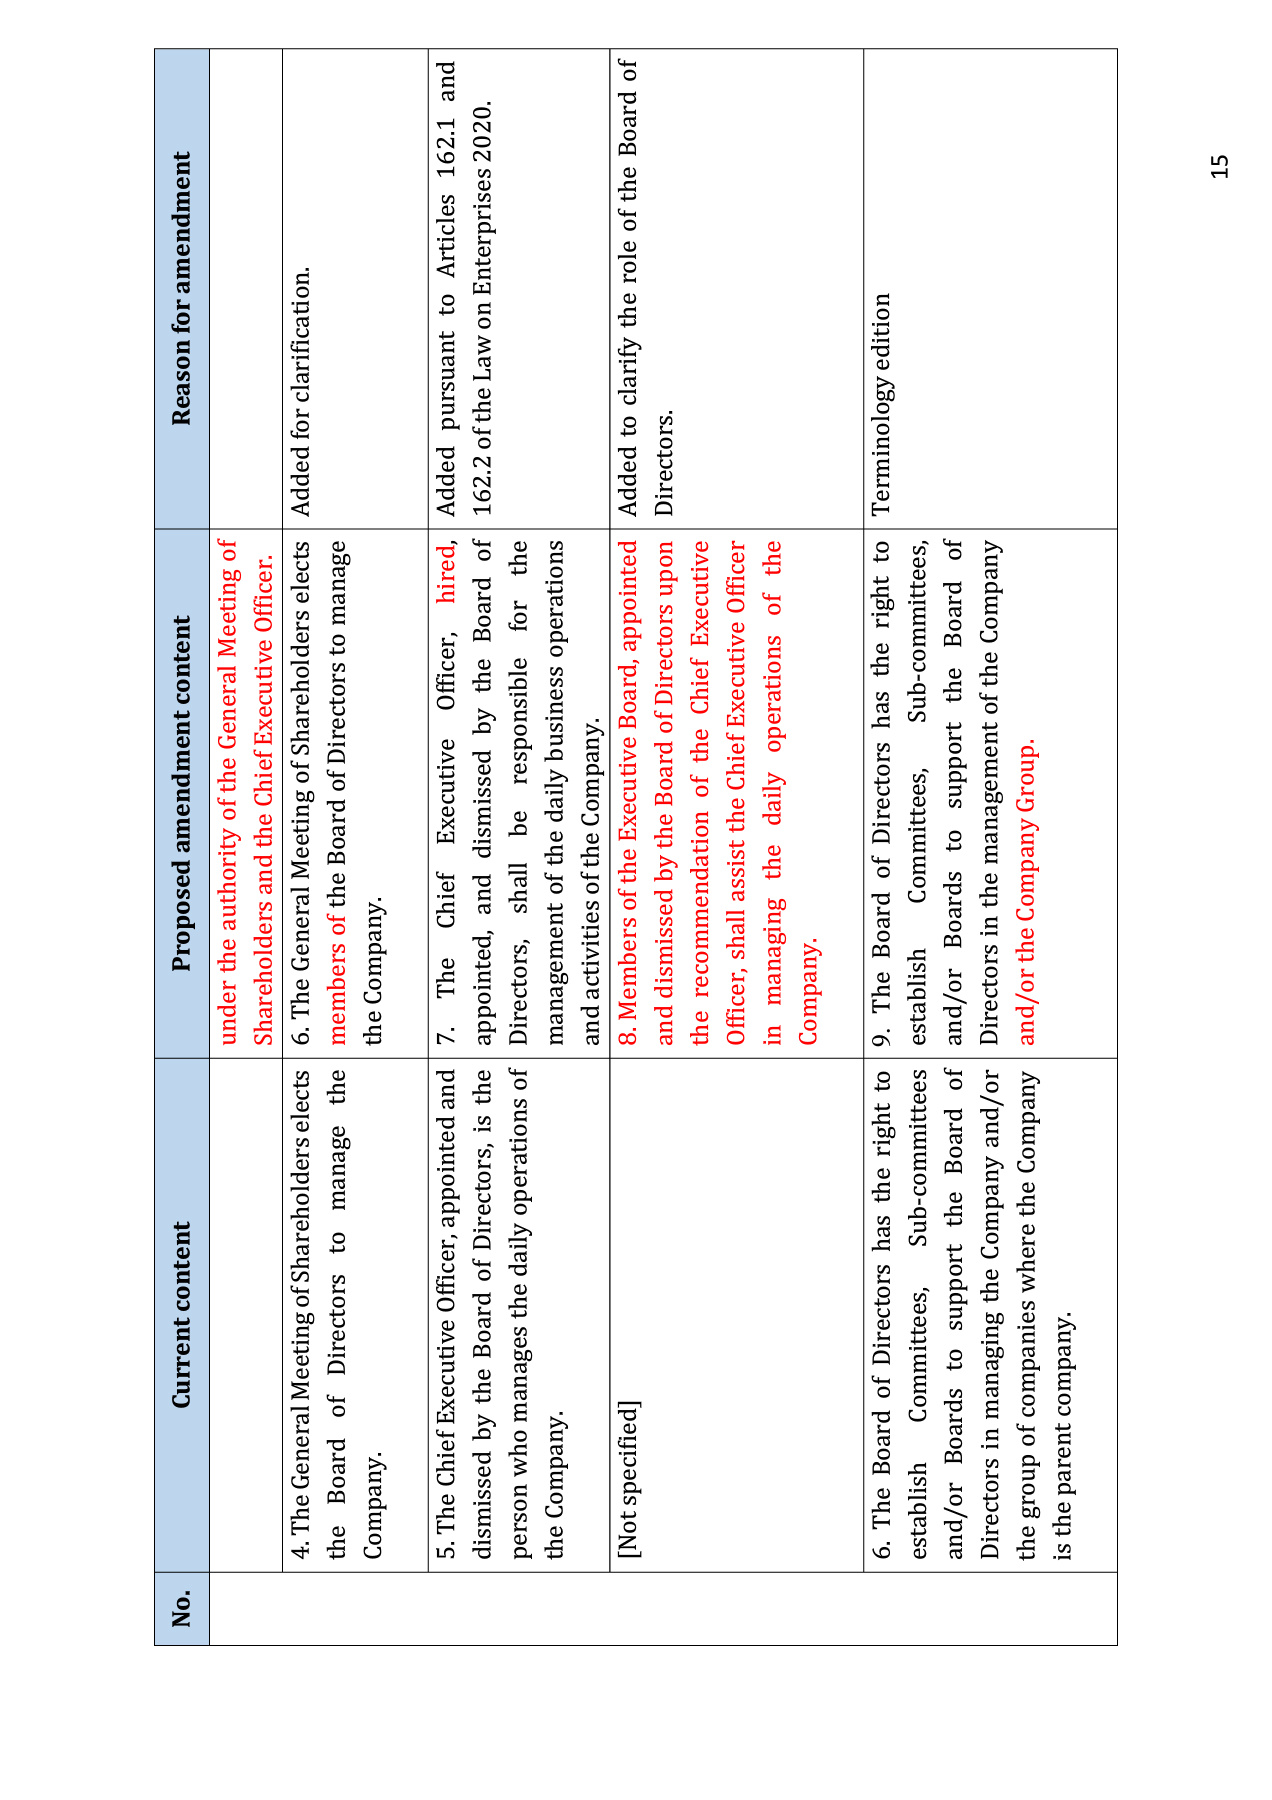 No.
Current content
Proposed amendment content
Reason for amendment
under the authority of the General Meeting of
Shareholders and the Chief Executive Officer.
4. The General Meeting of Shareholders elects
the Board of Directors to manage the
Company.
6. The General Meeting of Shareholders elects
members of the Board of Directors to manage
the Company.
Added for clarification.
5. The Chief Executive Officer, appointed and
dismissed by the Board of Directors, is the
person who manages the daily operations of
the Company.
7. The Chief Executive Officer, hired,
appointed, and dismissed by the Board of
Directors, shall be responsible for the
management of the daily business operations
and activities of the Company.
Added pursuant to Articles 162.1 and
162.2 of the Law on Enterprises 2020.
[Not specified]
8. Members of the Executive Board, appointed
and dismissed by the Board of Directors upon
the recommendation of the Chief Executive
Officer, shall assist the Chief Executive Officer
in managing the daily operations of the
Company.
Added to clarify the role of the Board of
Directors.
6. The Board of Directors has the right to
establish Committees, Sub-committees
and/or Boards to support the Board of
Directors in managing the Company and/or
the group of companies where the Company
is the parent company.
9. The Board of Directors has the right to
establish Committees, Sub-committees,
and/or Boards to support the Board of
Directors in the management of the Company
and/or the Company Group.
Terminology edition
15